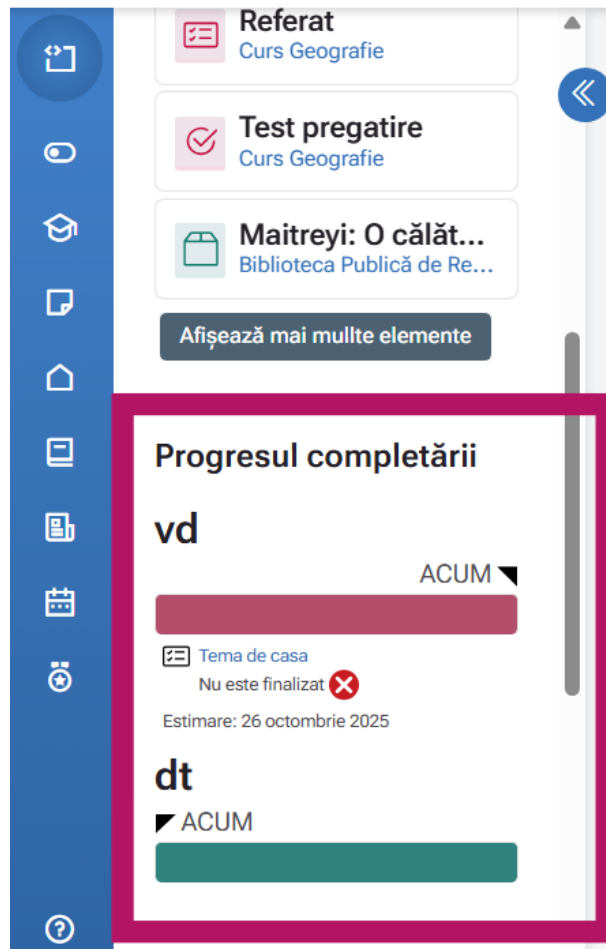 Referat
Curs Geografie
Test pregatire
Curs Geografie
Maitreyi: O călăt...
Biblioteca Publică de Re...
Afișează mai mullte elemente
Progresul completării
vd
ACUM
Tema de casa
Nu este finalizat
Estimare: 26 octombrie 2025
dt
ACUM